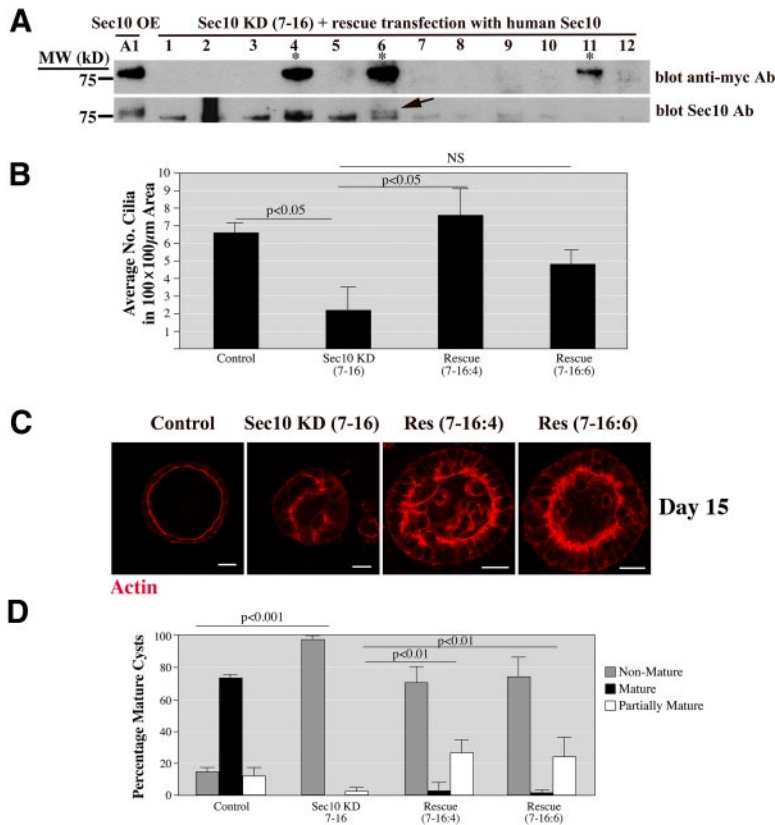 A
Sec10 OE Sec10 KD (7-16) + rescue transfection with human Sec10
MW (kD) A1 1 2 3 4 5 6 7 8 9 10 11 12
* * *
75 blot anti-myc Ab
75 blot Sec10 Ab
B
NS
p<0.05
p<0.05
Average No. Cilia
in 100×100μm Area
10
9
8
7
6
5
4
3
2
1
Control Sec10 KD Rescue Rescue
(7-16) (7-16:4) (7-16:6)
C
Control Sec10 KD (7-16) Res (7-16:4) Res (7-16:6)
Day 15
Actin
D
p<0.001
p<0.01
p<0.01
Percentage Mature Cysts
100
80
60
40
20
0
Non-Mature
Mature
Partially Mature
Control Sec10 KD Rescue Rescue
7-16 (7-16:4) (7-16:6)